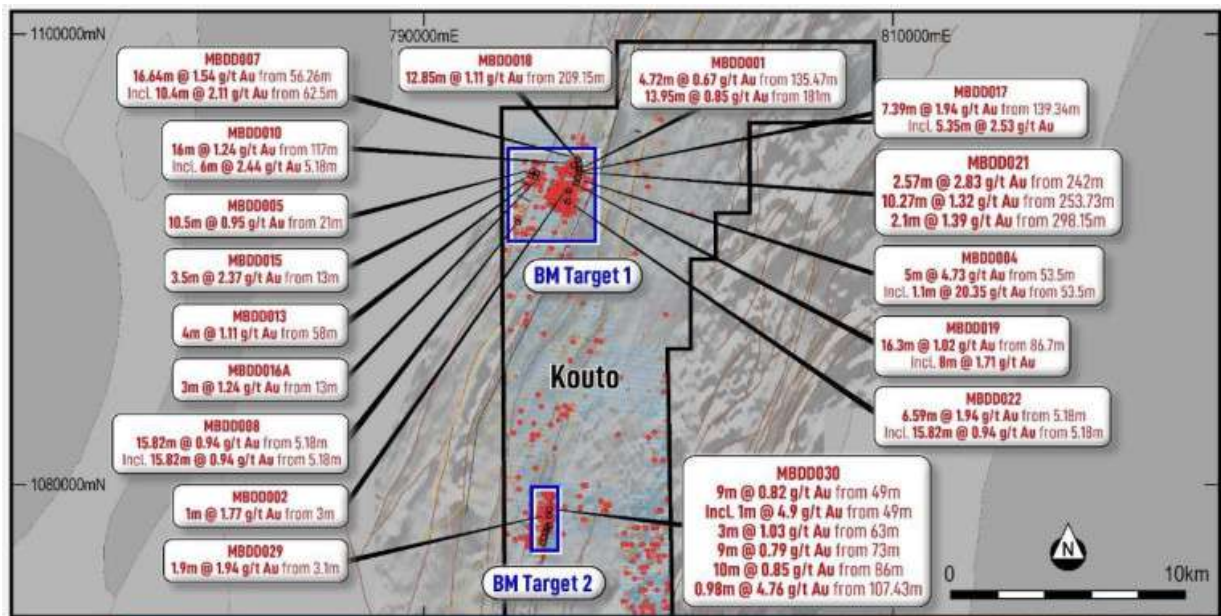 1100000mN
790000mE
810000mE
MBDD007
16.64m @ 1.54 g/t Au from 56.26m
Incl. 10.4m @ 2.11 g/t Au from 62.5m
MBDD018
12.85m @ 1.11 g/t Au from 209.15m
MBDD001
4.72m @ 0.67 g/t Au from 135.47m
13.95m @ 0.85 g/t Au from 181m
MBDD017
7.39m @ 1.94 g/t Au from 139.34m
Incl. 5.35m @ 2.53 g/t Au
MBDD010
16m @ 1.24 g/t Au from 117m
Incl. 6m @ 2.44 g/t Au 5.18m
MBDD021
2.57m @ 2.83 g/t Au from 242m
10.27m @ 1.32 g/t Au from 253.73m
2.1m @ 1.39 g/t Au from 298.15m
MBDD005
10.5m @ 0.95 g/t Au from 21m
MBDD015
3.5m @ 2.37 g/t Au from 13m
BM Target 1
MBDD004
5m @ 4.73 g/t Au from 53.5m
Incl. 1.1m @ 20.35 g/t Au from 53.5m
MBDD013
4m @ 1.11 g/t Au from 58m
MBDD019
16.3m @ 1.02 g/t Au from 86.7m
Incl. 8m @ 1.71 g/t Au
MBDD016A
3m @ 1.24 g/t Au from 13m
Kouto
MBDD022
6.59m @ 1.94 g/t Au from 5.18m
Incl. 15.82m @ 0.94 g/t Au from 5.18m
MBDD008
15.82m @ 0.94 g/t Au from 5.18m
Incl. 15.82m @ 0.94 g/t Au from 5.18m
1080000mN
MBDD002
1m @ 1.77 g/t Au from 3m
MBDD030
9m @ 0.82 g/t Au from 49m
Incl. 1m @ 4.9 g/t Au from 49m
3m @ 1.03 g/t Au from 63m
9m @ 0.79 g/t Au from 73m
10m @ 0.85 g/t Au from 86m
0.98m @ 4.76 g/t Au from 107.43m
MBDD029
1.9m @ 1.94 g/t Au from 3.1m
BM Target 2
N
0
10km